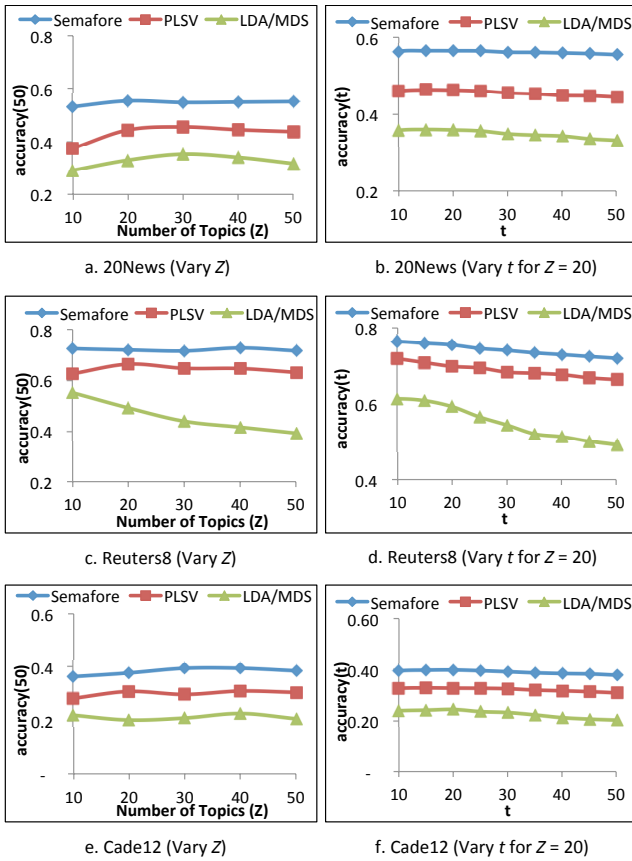 Semafore PLSV LDA/MDS
0.8
0.6
0.4
0.2
accuracy(50)
10 20 30 40 50
Number of Topics (Z)
a. 20News (Vary Z)
Semafore PLSV LDA/MDS
0.6
0.4
0.2
accuracy(t)
10 20 30 40 50
t
b. 20News (Vary t for Z = 20)
Semafore PLSV LDA/MDS
0.8
0.6
0.4
0.2
accuracy(50)
10 20 30 40 50
Number of Topics (Z)
c. Reuters8 (Vary Z)
Semafore PLSV LDA/MDS
0.8
0.6
0.4
accuracy(t)
10 20 30 40 50
t
d. Reuters8 (Vary t for Z = 20)
Semafore PLSV LDA/MDS
0.6
0.4
0.2
-
accuracy(50)
10 20 30 40 50
Number of Topics (Z)
e. Cade12 (Vary Z)
Semafore PLSV LDA/MDS
0.60
0.40
0.20
-
accuracy(t)
10 20 30 40 50
t
f. Cade12 (Vary t for Z = 20)